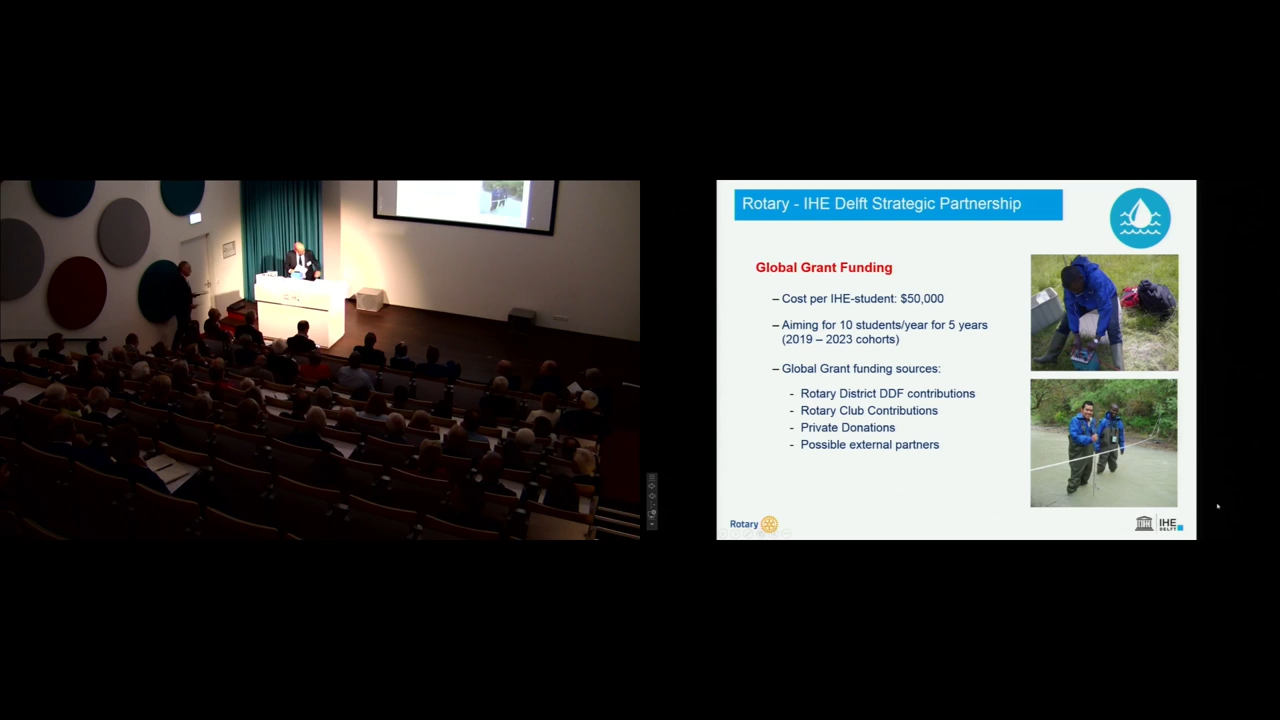 Rotary - IHE Delft Strategic Partnership
Global Grant Funding
– Cost per IHE-student: $50,000
– Aiming for 10 students/year for 5 years
(2019 – 2023 cohorts)
– Global Grant funding sources:
- Rotary District DDF contributions
- Rotary Club Contributions
- Private Donations
- Possible external partners
Rotary
IHE
DELFT